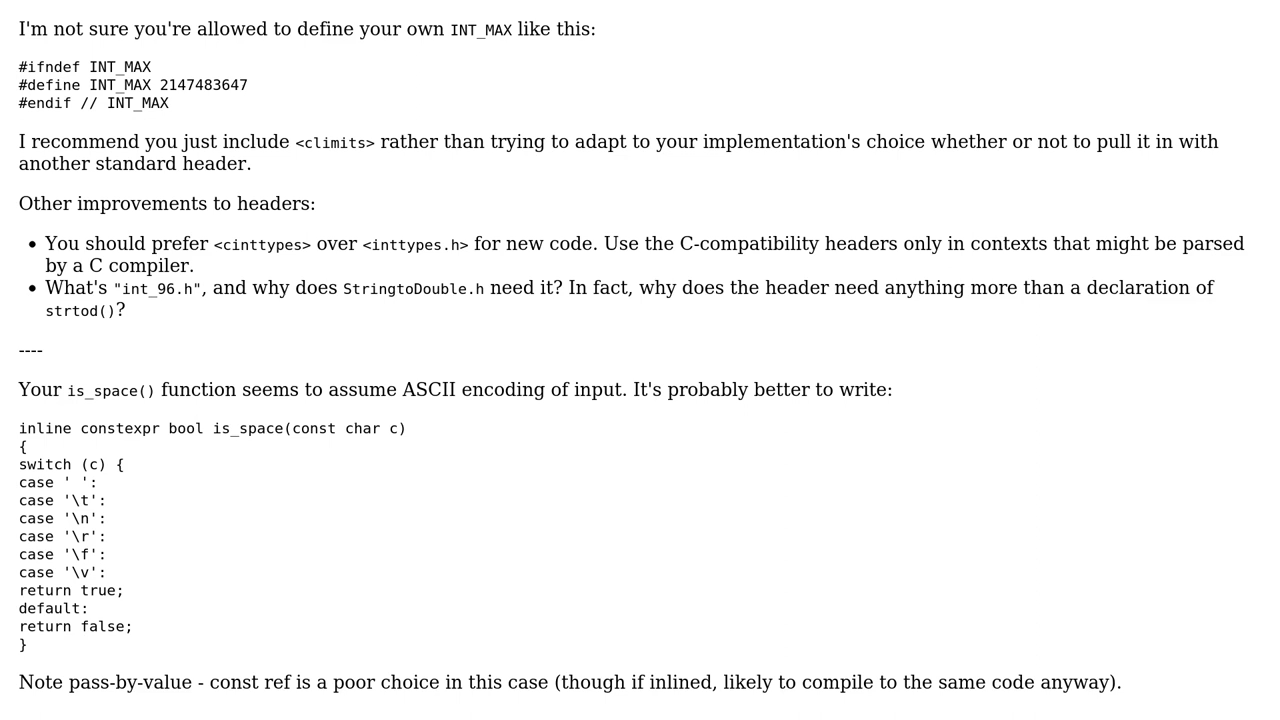 I'm not sure you're allowed to define your own INT_MAX like this:
#ifndef INT_MAX
#define INT_MAX 2147483647
#endif // INT_MAX
I recommend you just include <climits> rather than trying to adapt to your implementation's choice whether or not to pull it in with
another standard header.
Other improvements to headers:
• You should prefer <cinttypes> over <inttypes.h> for new code. Use the C-compatibility headers only in contexts that might be parsed
by a C compiler.
• What's "int_96.h", and why does StringtoDouble.h need it? In fact, why does the header need anything more than a declaration of
strtod()?
----
Your is_space() function seems to assume ASCII encoding of input. It's probably better to write:
inline constexpr bool is_space(const char c)
{
switch (c) {
case ' ':
case '\t':
case '\n':
case '\r':
case '\f':
case '\v':
return true;
default:
return false;
}
Note pass-by-value - const ref is a poor choice in this case (though if inlined, likely to compile to the same code anyway).